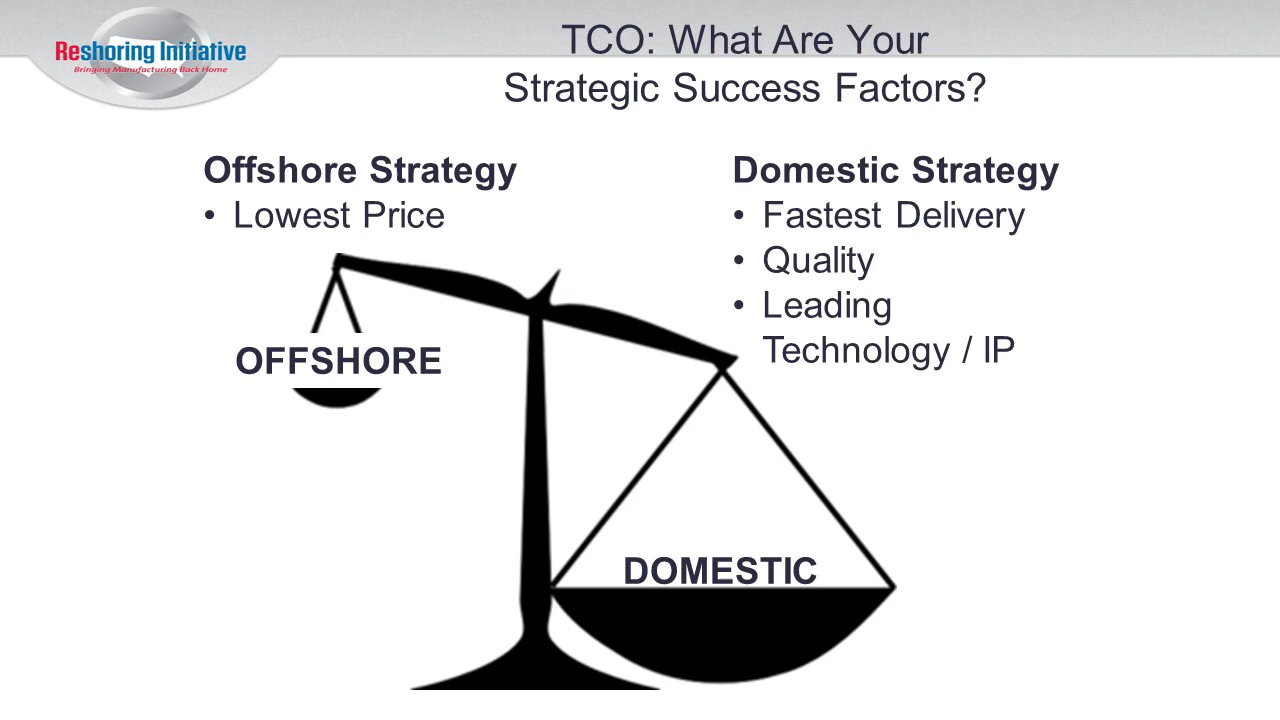 Reshoring Initiative
Bringing Manufacturing Back Home
TCO: What Are Your
Strategic Success Factors?
Offshore Strategy
• Lowest Price
Domestic Strategy
• Fastest Delivery
• Quality
• Leading
Technology / IP
OFFSHORE
DOMESTIC